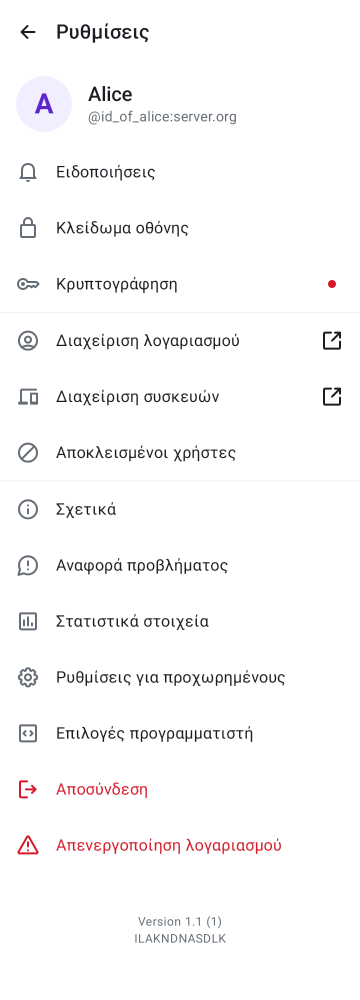 Ρυθμίσεις
A
Alice
@id_of_alice:server.org
Ειδοποιήσεις
Κλείδωμα οθόνης
Κρυπτογράφηση
Διαχείριση λογαριασμού
Διαχείριση συσκευών
Αποκλεισμένοι χρήστες
Σχετικά
Αναφορά προβλήματος
Στατιστικά στοιχεία
Ρυθμίσεις για προχωρημένους
Επιλογές προγραμματιστή
Αποσύνδεση
Απενεργοποίηση λογαριασμού
Version 1.1 (1)
ILAKNDNASDLK